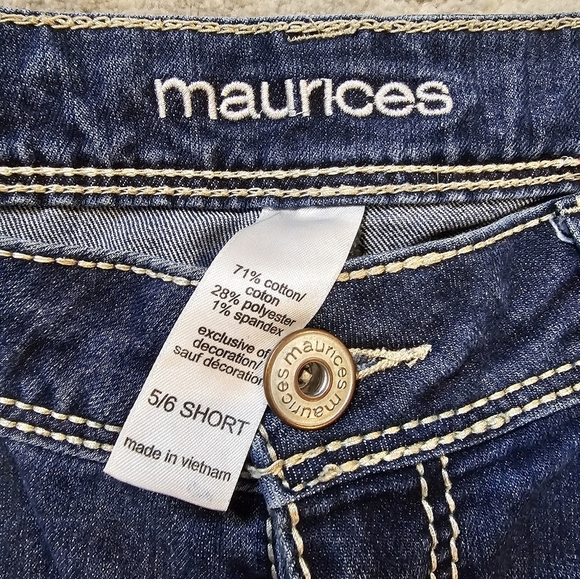 maurices
71% cotton/
coton
28% polyester
1% spandex
exclusive of
decoration/
sauf décoration
5/6 SHORT
made in vietnam
maurices maurices